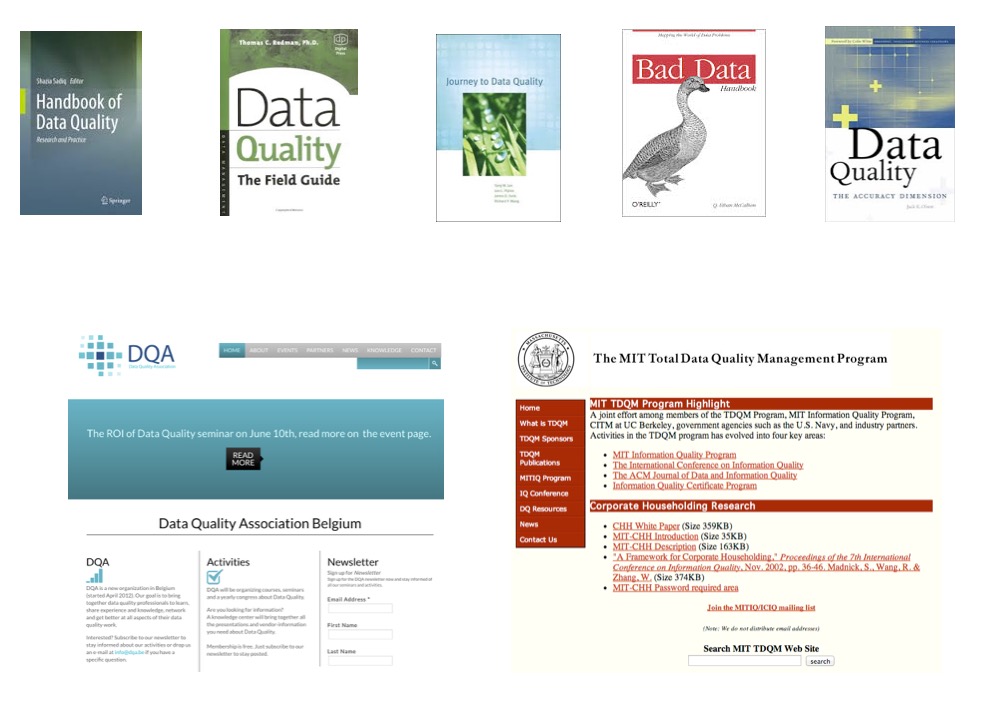 Shazia Sadiq Editor
Handbook of
Data Quality
Research and Practice
Springer
Thomas C. Redman, Ph.D.
dp
Digital
Press
Data
Quality
The Field Guide
Journey to Data Quality
Mapping the World of Data Problems
Bad Data
Handbook
O'REILLY
Q. Ethan McCallum
Data
Quality
THE ACCURACY DIMENSION
Jack E. Olson
DQA
Data Quality Association
HOME ABOUT EVENTS PARTNERS NEWS KNOWLEDGE CONTACT
The ROI of Data Quality seminar on June 10th, read more on the event page.
READ
MORE
Data Quality Association Belgium
DQA
DQA is a new organization in Belgium
(started April 2012). Our goal is to bring
together data quality professionals to learn,
share experience and knowledge, network
and get better at all aspects of their data
quality work.
Interested? Subscribe to our newsletter to
stay informed about our activities or drop us
an e-mail at info@dqa.be if you have a
specific question.
Activities
DQA will be organizing courses, seminars
and a yearly congress about Data Quality.
Are you looking for information?
A knowledge center will bring together all
the presentations and vendor-information
you need about Data Quality.
Membership is free. Just subscribe to our
newsletter to stay posted.
Newsletter
Sign up for Newsletter
Sign up for the DQA newsletter now and stay informed of
all our seminars and activities.
Email Address *
First Name
Last Name
MASSACHUSETTS
INSTITUTE OF TECHNOLOGY
The MIT Total Data Quality Management Program
Home
What is TDQM
TDQM Sponsors
TDQM
Publications
MITIQ Program
IQ Conference
DQ Resources
News
Contact Us
MIT TDQM Program Highlight
A joint effort among members of the TDQM Program, MIT Information Quality Program,
CITM at UC Berkeley, government agencies such as the U.S. Navy, and industry partners.
Activities in the TDQM program has evolved into four key areas:
MIT Information Quality Program
The International Conference on Information Quality
The ACM Journal of Data and Information Quality
Information Quality Certificate Program
Corporate Householding Research
CHH White Paper (Size 359KB)
MIT-CHH Introduction (Size 35KB)
MIT-CHH Description (Size 163KB)
"A Framework for Corporate Householding," Proceedings of the 7th International
Conference on Information Quality, Nov. 2002, pp. 36-46. Madnick, S., Wang, R. &
Zhang, W. (Size 374KB)
MIT-CHH Password required area
Join the MITIQ/ICIQ mailing list
(Note: We do not distribute email addresses)
Search MIT TDQM Web Site
search